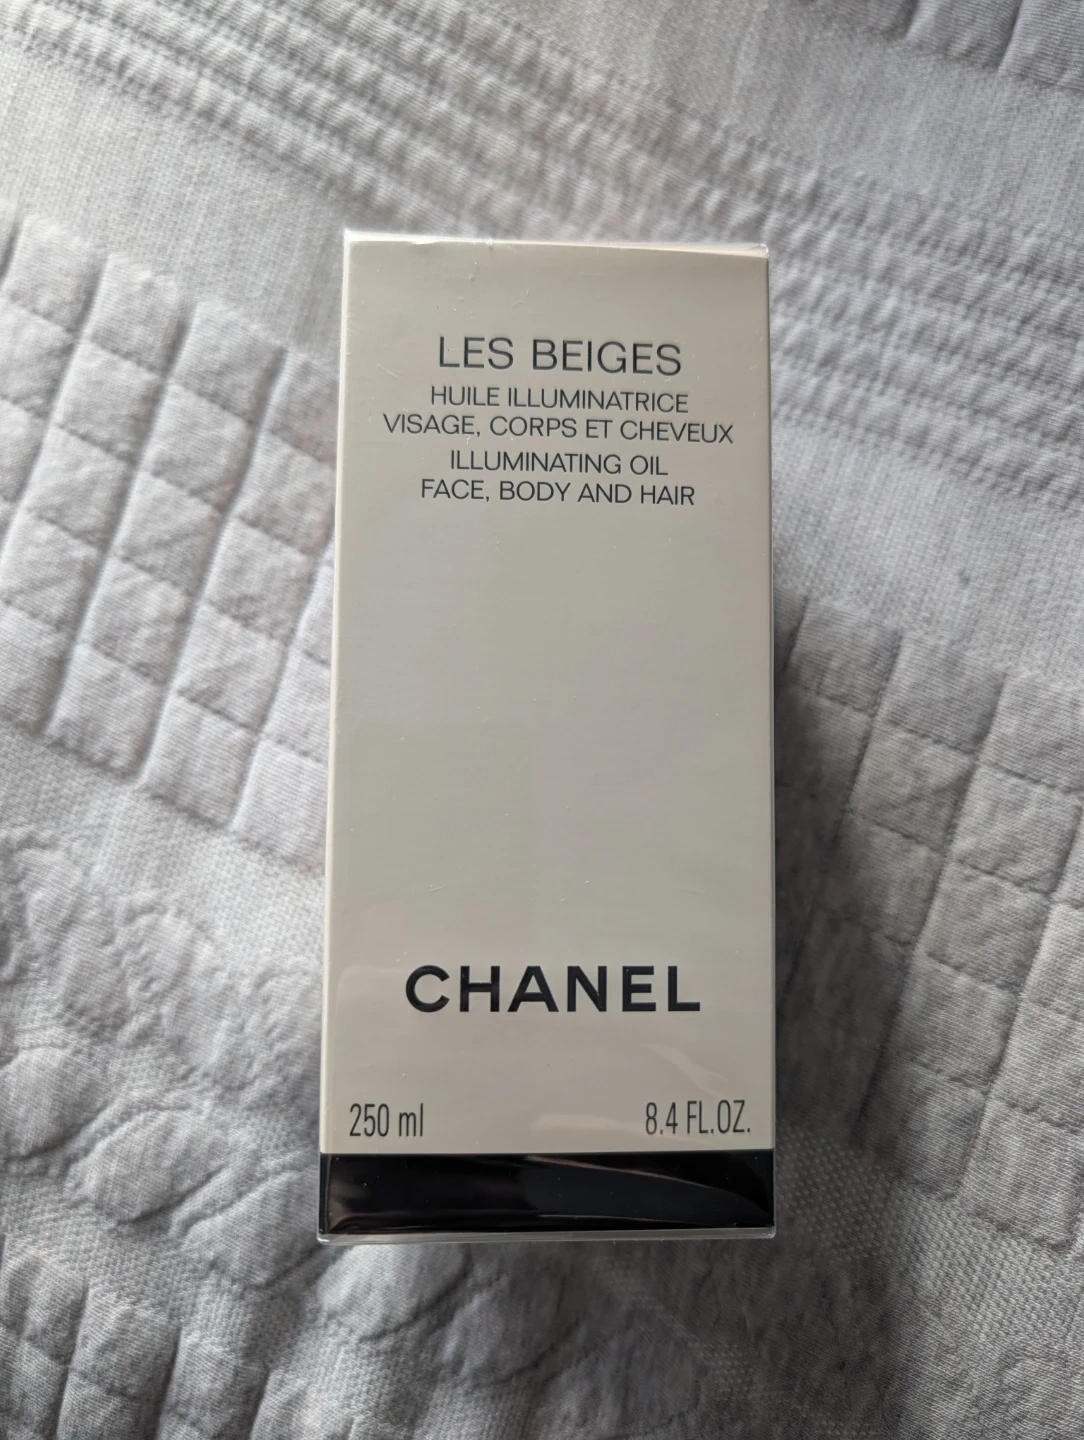 LES BEIGES
HUILE ILLUMINATRICE
VISAGE, CORPS ET CHEVEUX
ILLUMINATING OIL
FACE, BODY AND HAIR
CHANEL
250 ml 8.4 FL.OZ.